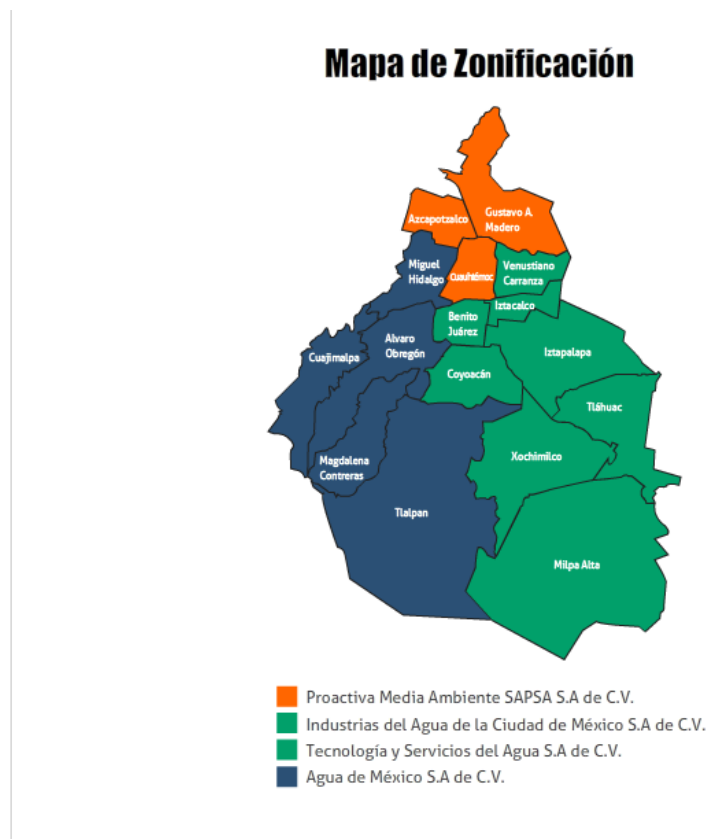 Mapa de Zonificación
Gustavo A.
Madero
Azcapotzalco
Miguel
Hidalgo
Cuauhtémoc
Venustiano
Carranza
Iztacalco
Benito
Juárez
Alvaro
Obregón
Cuajimalpa
Iztapalapa
Coyoacán
Tláhuac
Magdalena
Contreras
Xochimilco
Tlalpan
Milpa Alta
Proactiva Media Ambiente SAPSA S.A de C.V.
Industrias del Agua de la Ciudad de México S.A de C.V.
Tecnología y Servicios del Agua S.A de C.V.
Agua de México S.A de C.V.